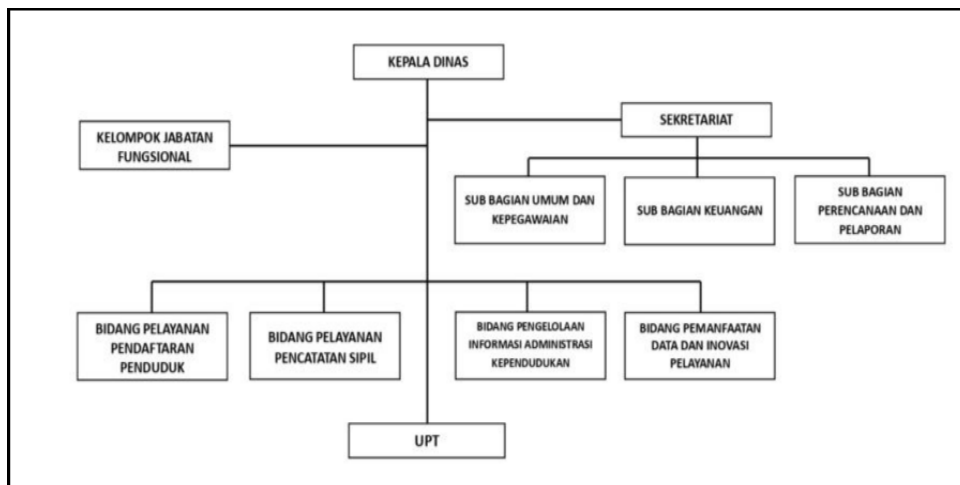 KEPALA DINAS
SEKRETARIAT
KELOMPOK JABATAN
FUNGSIONAL
SUB BAGIAN UMUM DAN
KEPEGAWAIAN
SUB BAGIAN KEUANGAN
SUB BAGIAN
PERENCANAAN DAN
PELAPORAN
BIDANG PELAYANAN
PENDAFTARAN
PENDUDUK
BIDANG PELAYANAN
PENCATATAN SIPIL
BIDANG PENGELOLAAN
INFORMASI ADMINISTRASI
KEPENDUDUKAN
BIDANG PEMANFAATAN
DATA DAN INOVASI
PELAYANAN
UPT